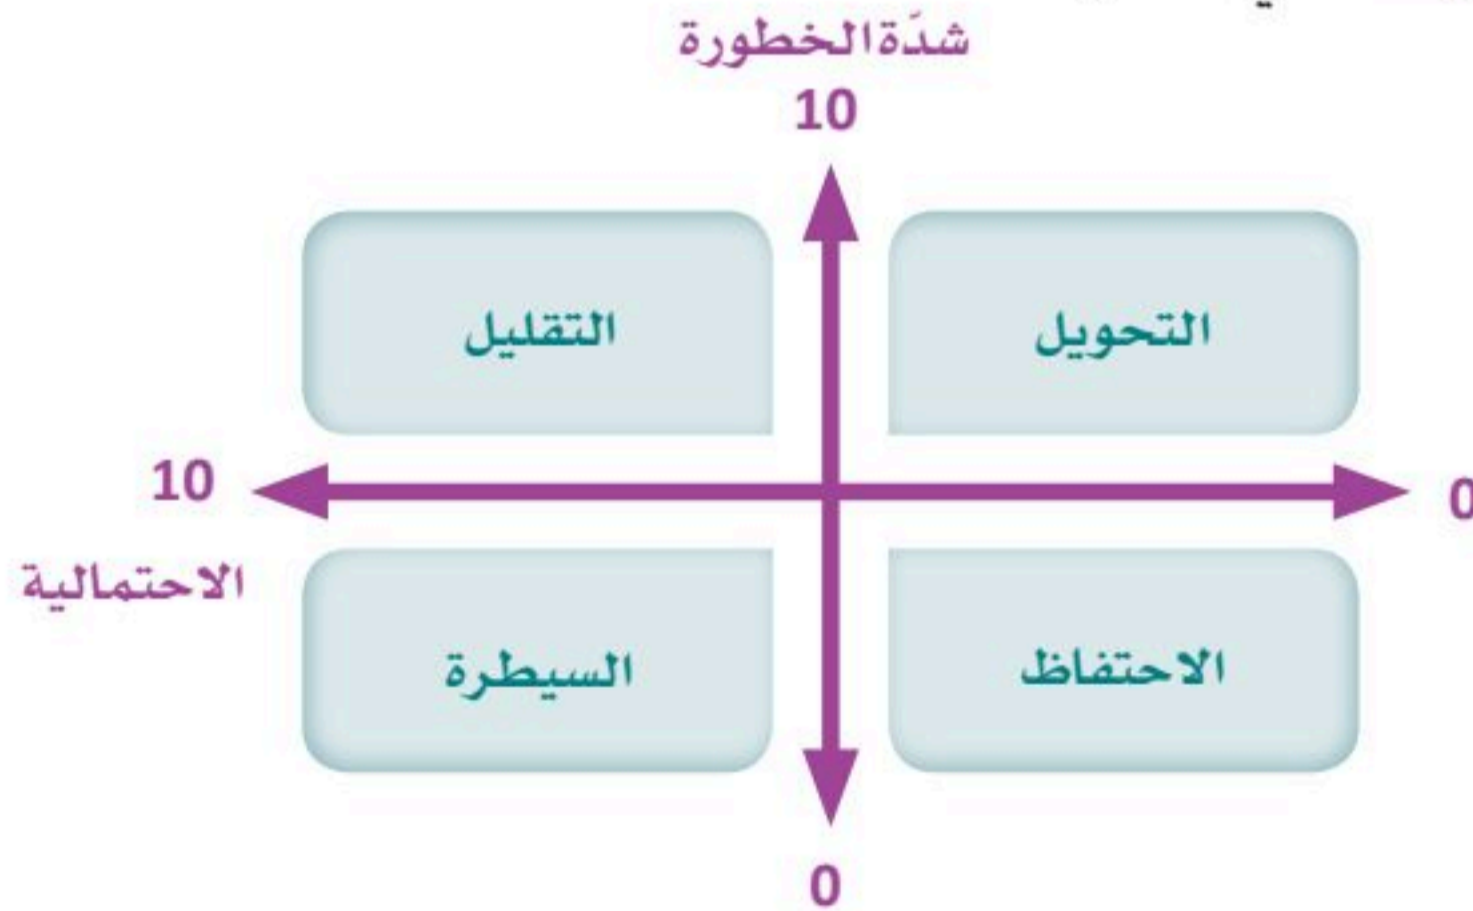 شدّة الخطورة
10
التحويل
التقليل
0
10
الاحتمالية
الاحتفاظ
السيطرة
0